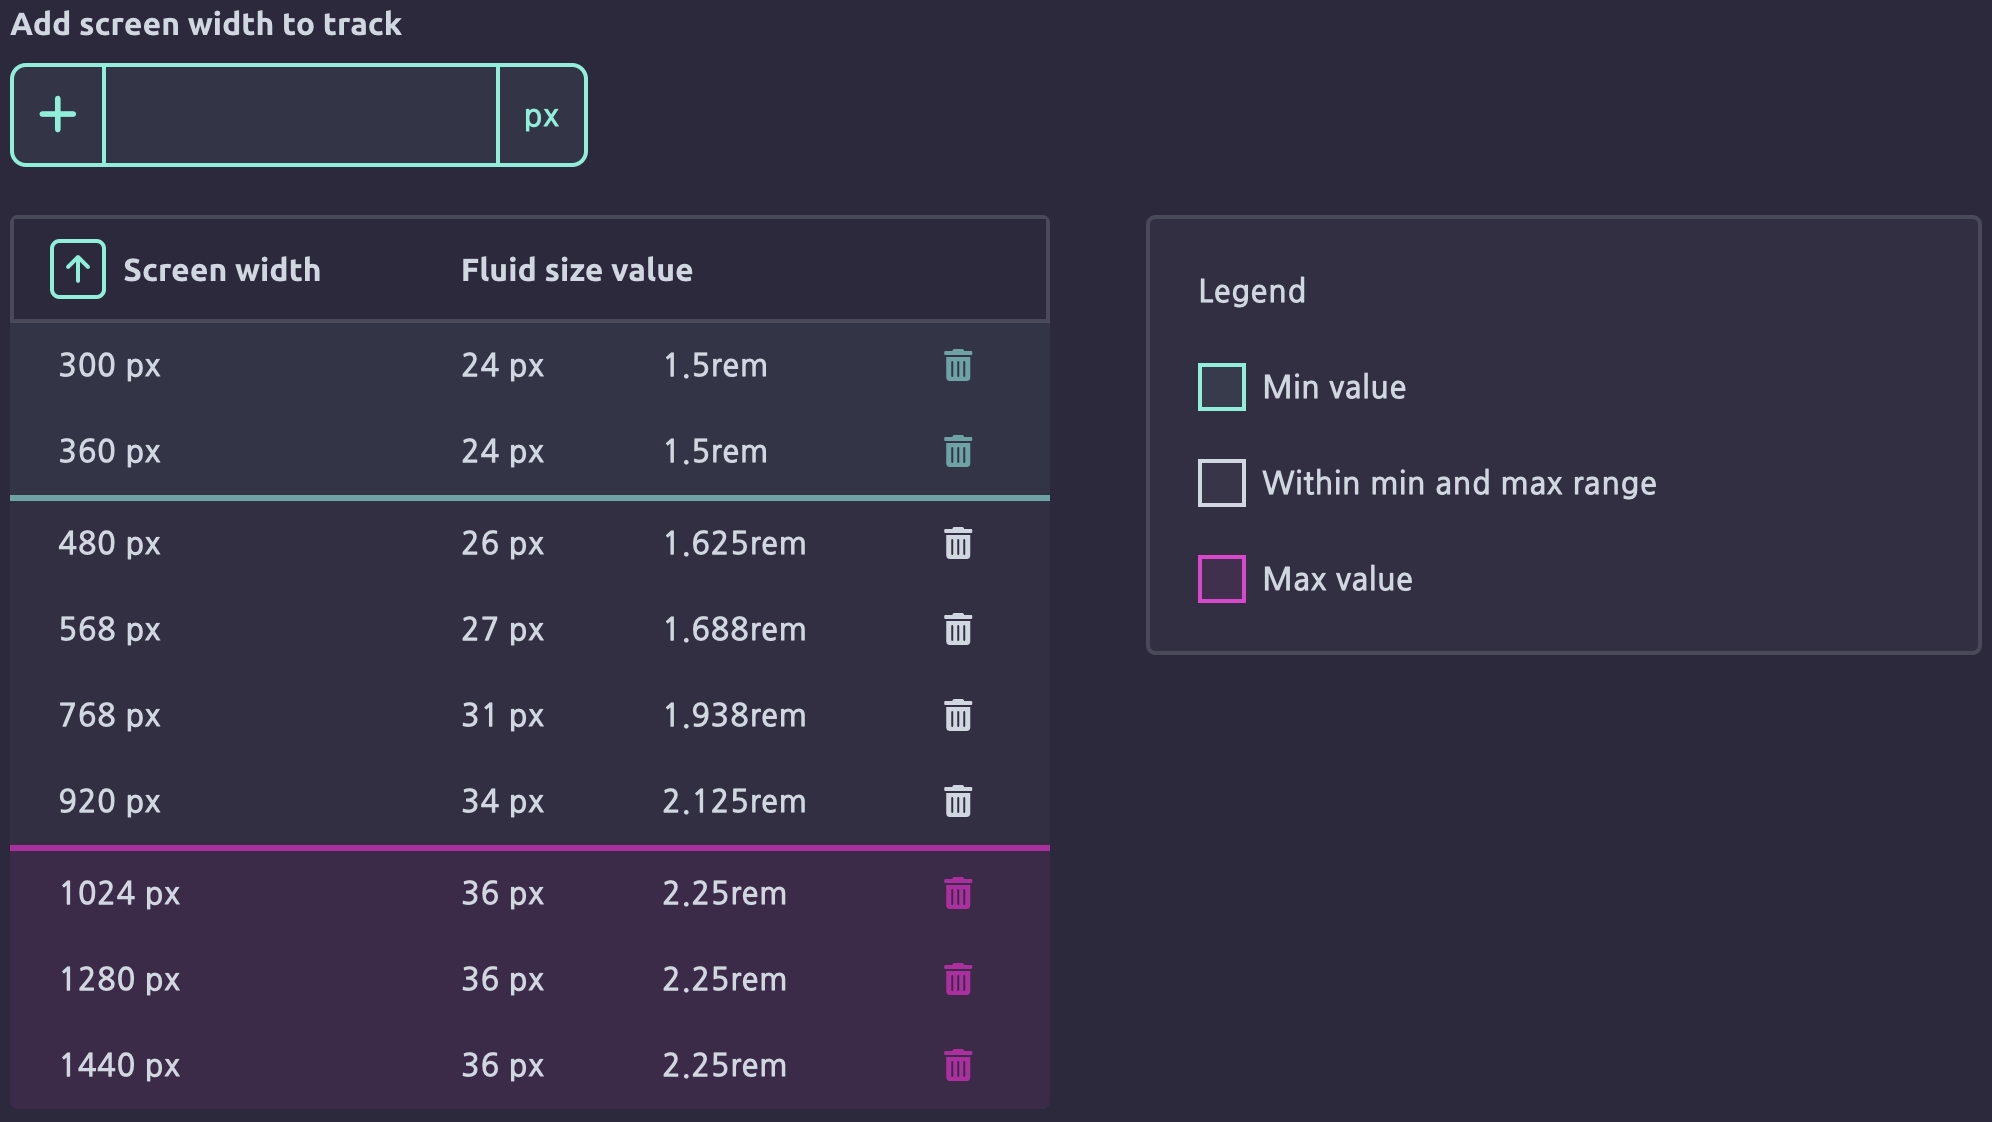 Add screen width to track
px
Screen width Fluid size value
300 px 24 px 1.5rem
360 px 24 px 1.5rem
480 px 26 px 1.625rem
568 px 27 px 1.688rem
768 px 31 px 1.938rem
920 px 34 px 2.125rem
1024 px 36 px 2.25rem
1280 px 36 px 2.25rem
1440 px 36 px 2.25rem
Legend
Min value
Within min and max range
Max value